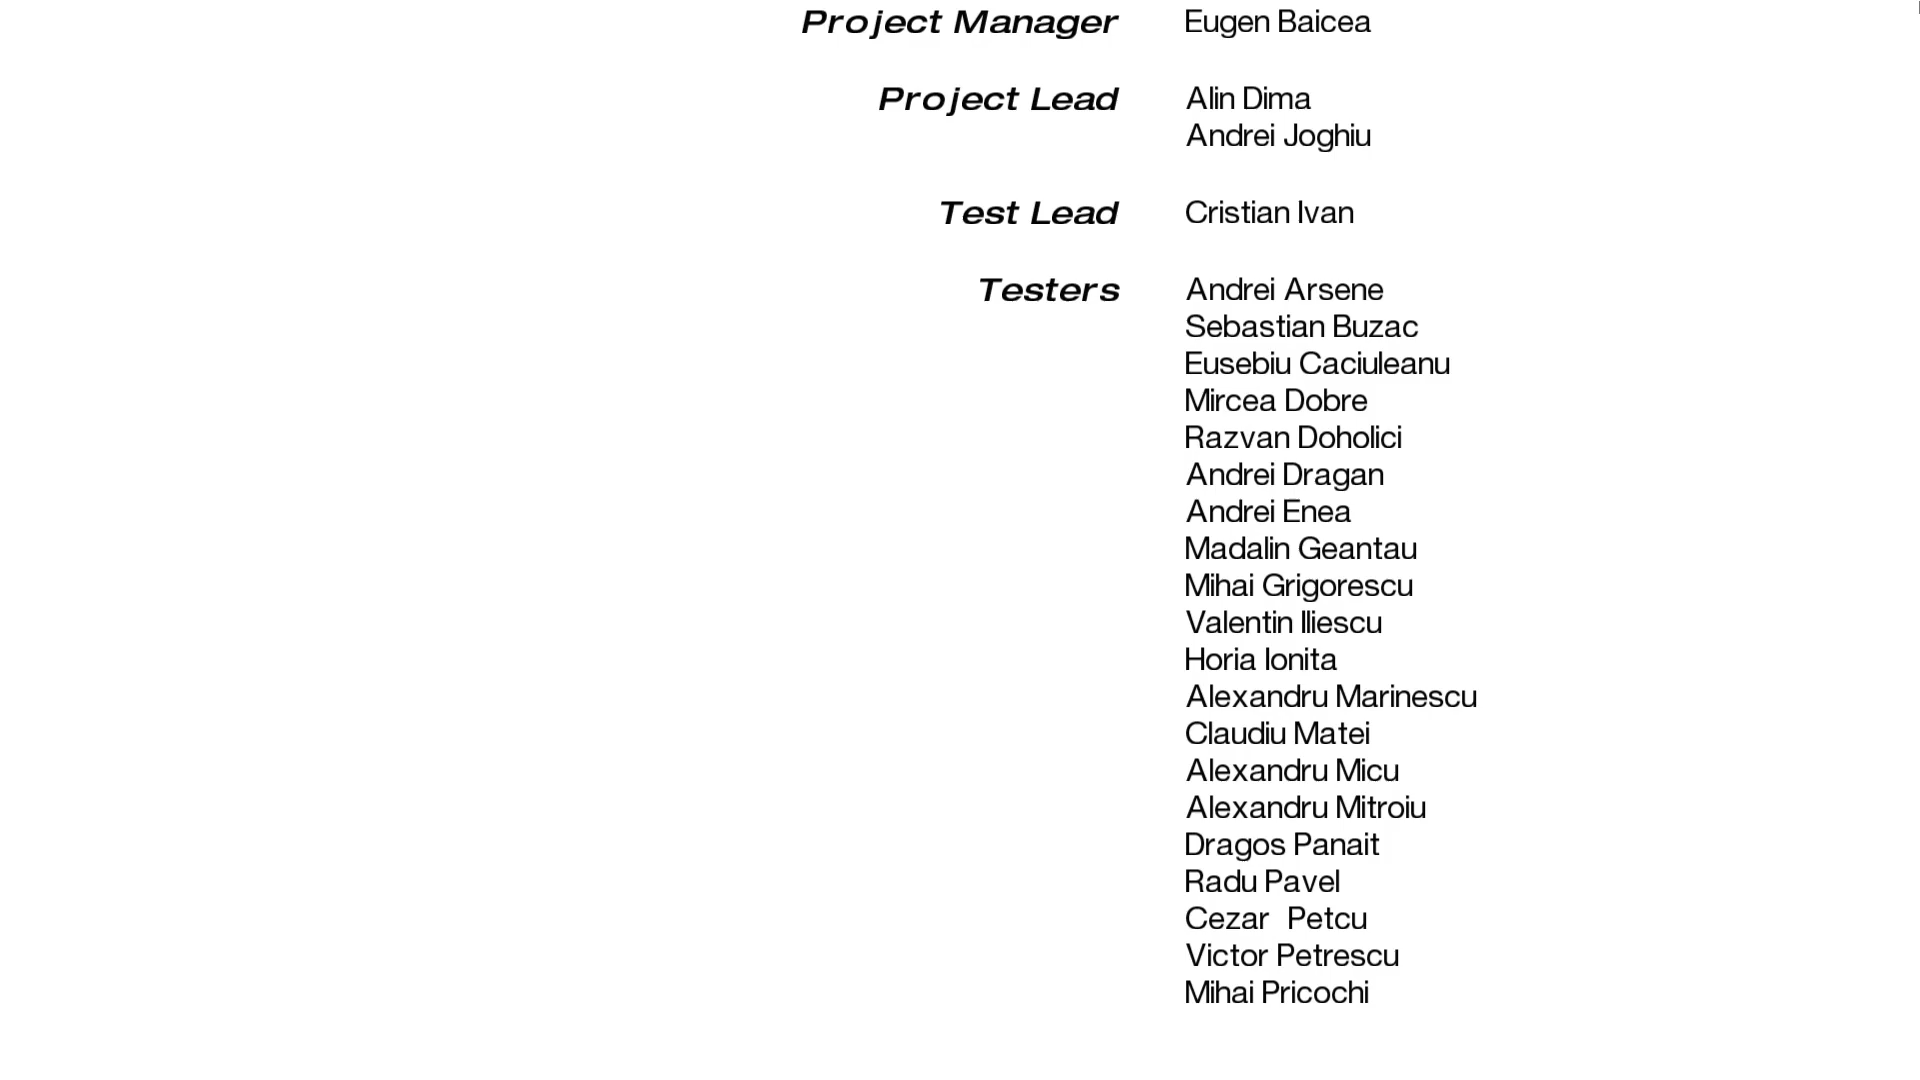 Project Manager Eugen Baicea
Project Lead Alin Dima
Andrei Joghiu
Test Lead Cristian Ivan
Testers Andrei Arsene
Sebastian Buzac
Eusebiu Caciuleanu
Mircea Dobre
Razvan Doholici
Andrei Dragan
Andrei Enea
Madalin Geantau
Mihai Grigorescu
Valentin Iliescu
Horia Ionita
Alexandru Marinescu
Claudiu Matei
Alexandru Micu
Alexandru Mitroiu
Dragos Panait
Radu Pavel
Cezar  Petcu
Victor Petrescu
Mihai Pricochi